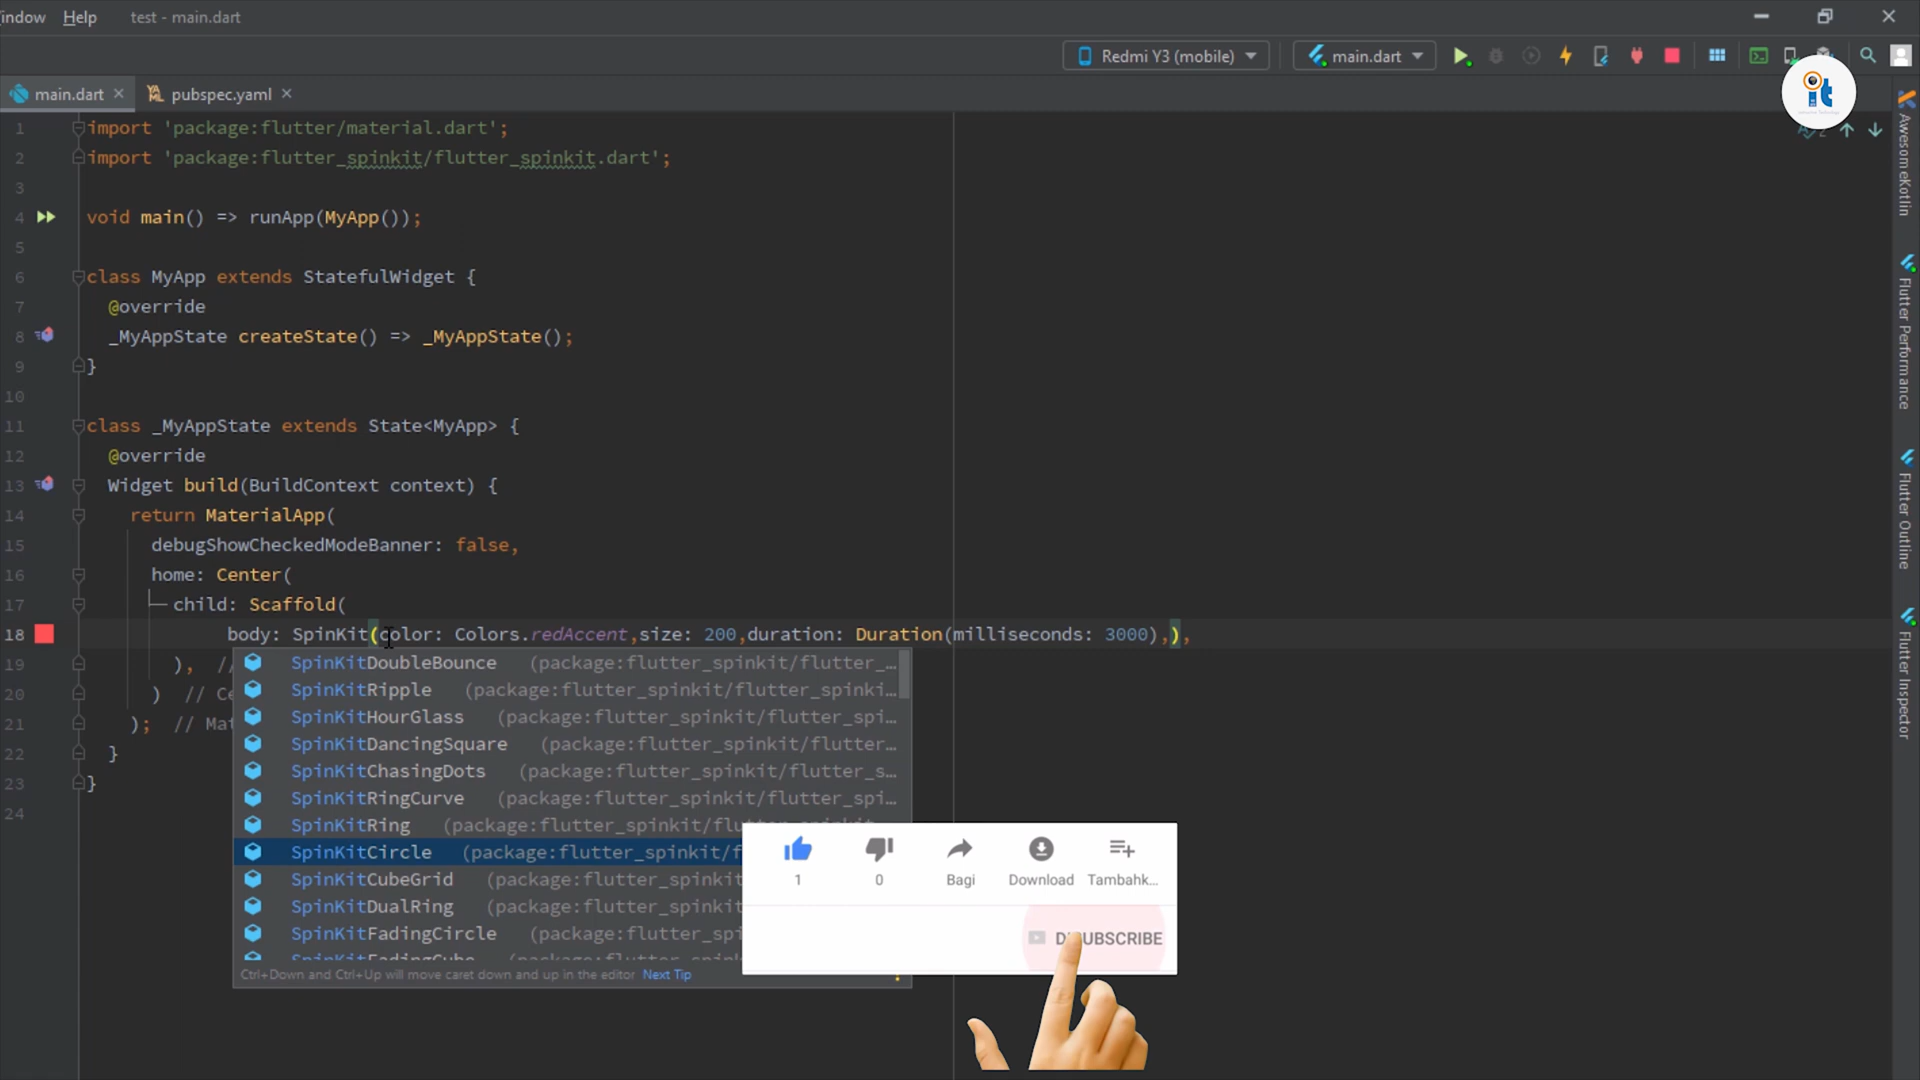 indow Help test - main.dart
Redmi Y3 (mobile) main.dart
main.dart pubspec.yaml
it
1 import 'package:flutter/material.dart';
2 import 'package:flutter_spinkit/flutter_spinkit.dart';
3
4 void main() => runApp(MyApp());
5
6 class MyApp extends StatefulWidget {
7 @override
8 _MyAppState createState() => _MyAppState();
9 }
10
11 class _MyAppState extends State<MyApp> {
12 @override
13 Widget build(BuildContext context) {
14 return MaterialApp(
15 debugShowCheckedModeBanner: false,
16 home: Center(
17 child: Scaffold(
18 body: SpinKit(color: Colors.redAccent,size: 200,duration: Duration(milliseconds: 3000),),
19 ), //
20 ) // Ce
21 ); // Mat
22 }
23 }
24
SpinKitDoubleBounce (package:flutter_spinkit/flutter_…
SpinKitRipple (package:flutter_spinkit/flutter_spinki…
SpinKitHourGlass (package:flutter_spinkit/flutter_spi…
SpinKitDancingSquare (package:flutter_spinkit/flutter…
SpinKitChasingDots (package:flutter_spinkit/flutter_s…
SpinKitRingCurve (package:flutter_spinkit/flutter_spi…
SpinKitRing (package:flutter_spinkit/flutter_spinkit
SpinKitCircle (package:flutter_spinkit/f
SpinKitCubeGrid (package:flutter_spinkit
SpinKitDualRing (package:flutter_spinkit
SpinKitFadingCircle (package:flutter_spi
SpinKitFadingCube
Ctrl+Down and Ctrl+Up will move caret down and up in the editor Next Tip
1 0 Bagi Download Tambahk...
AwesomeKotlin
Flutter Performance
Flutter Outline
Flutter Inspector